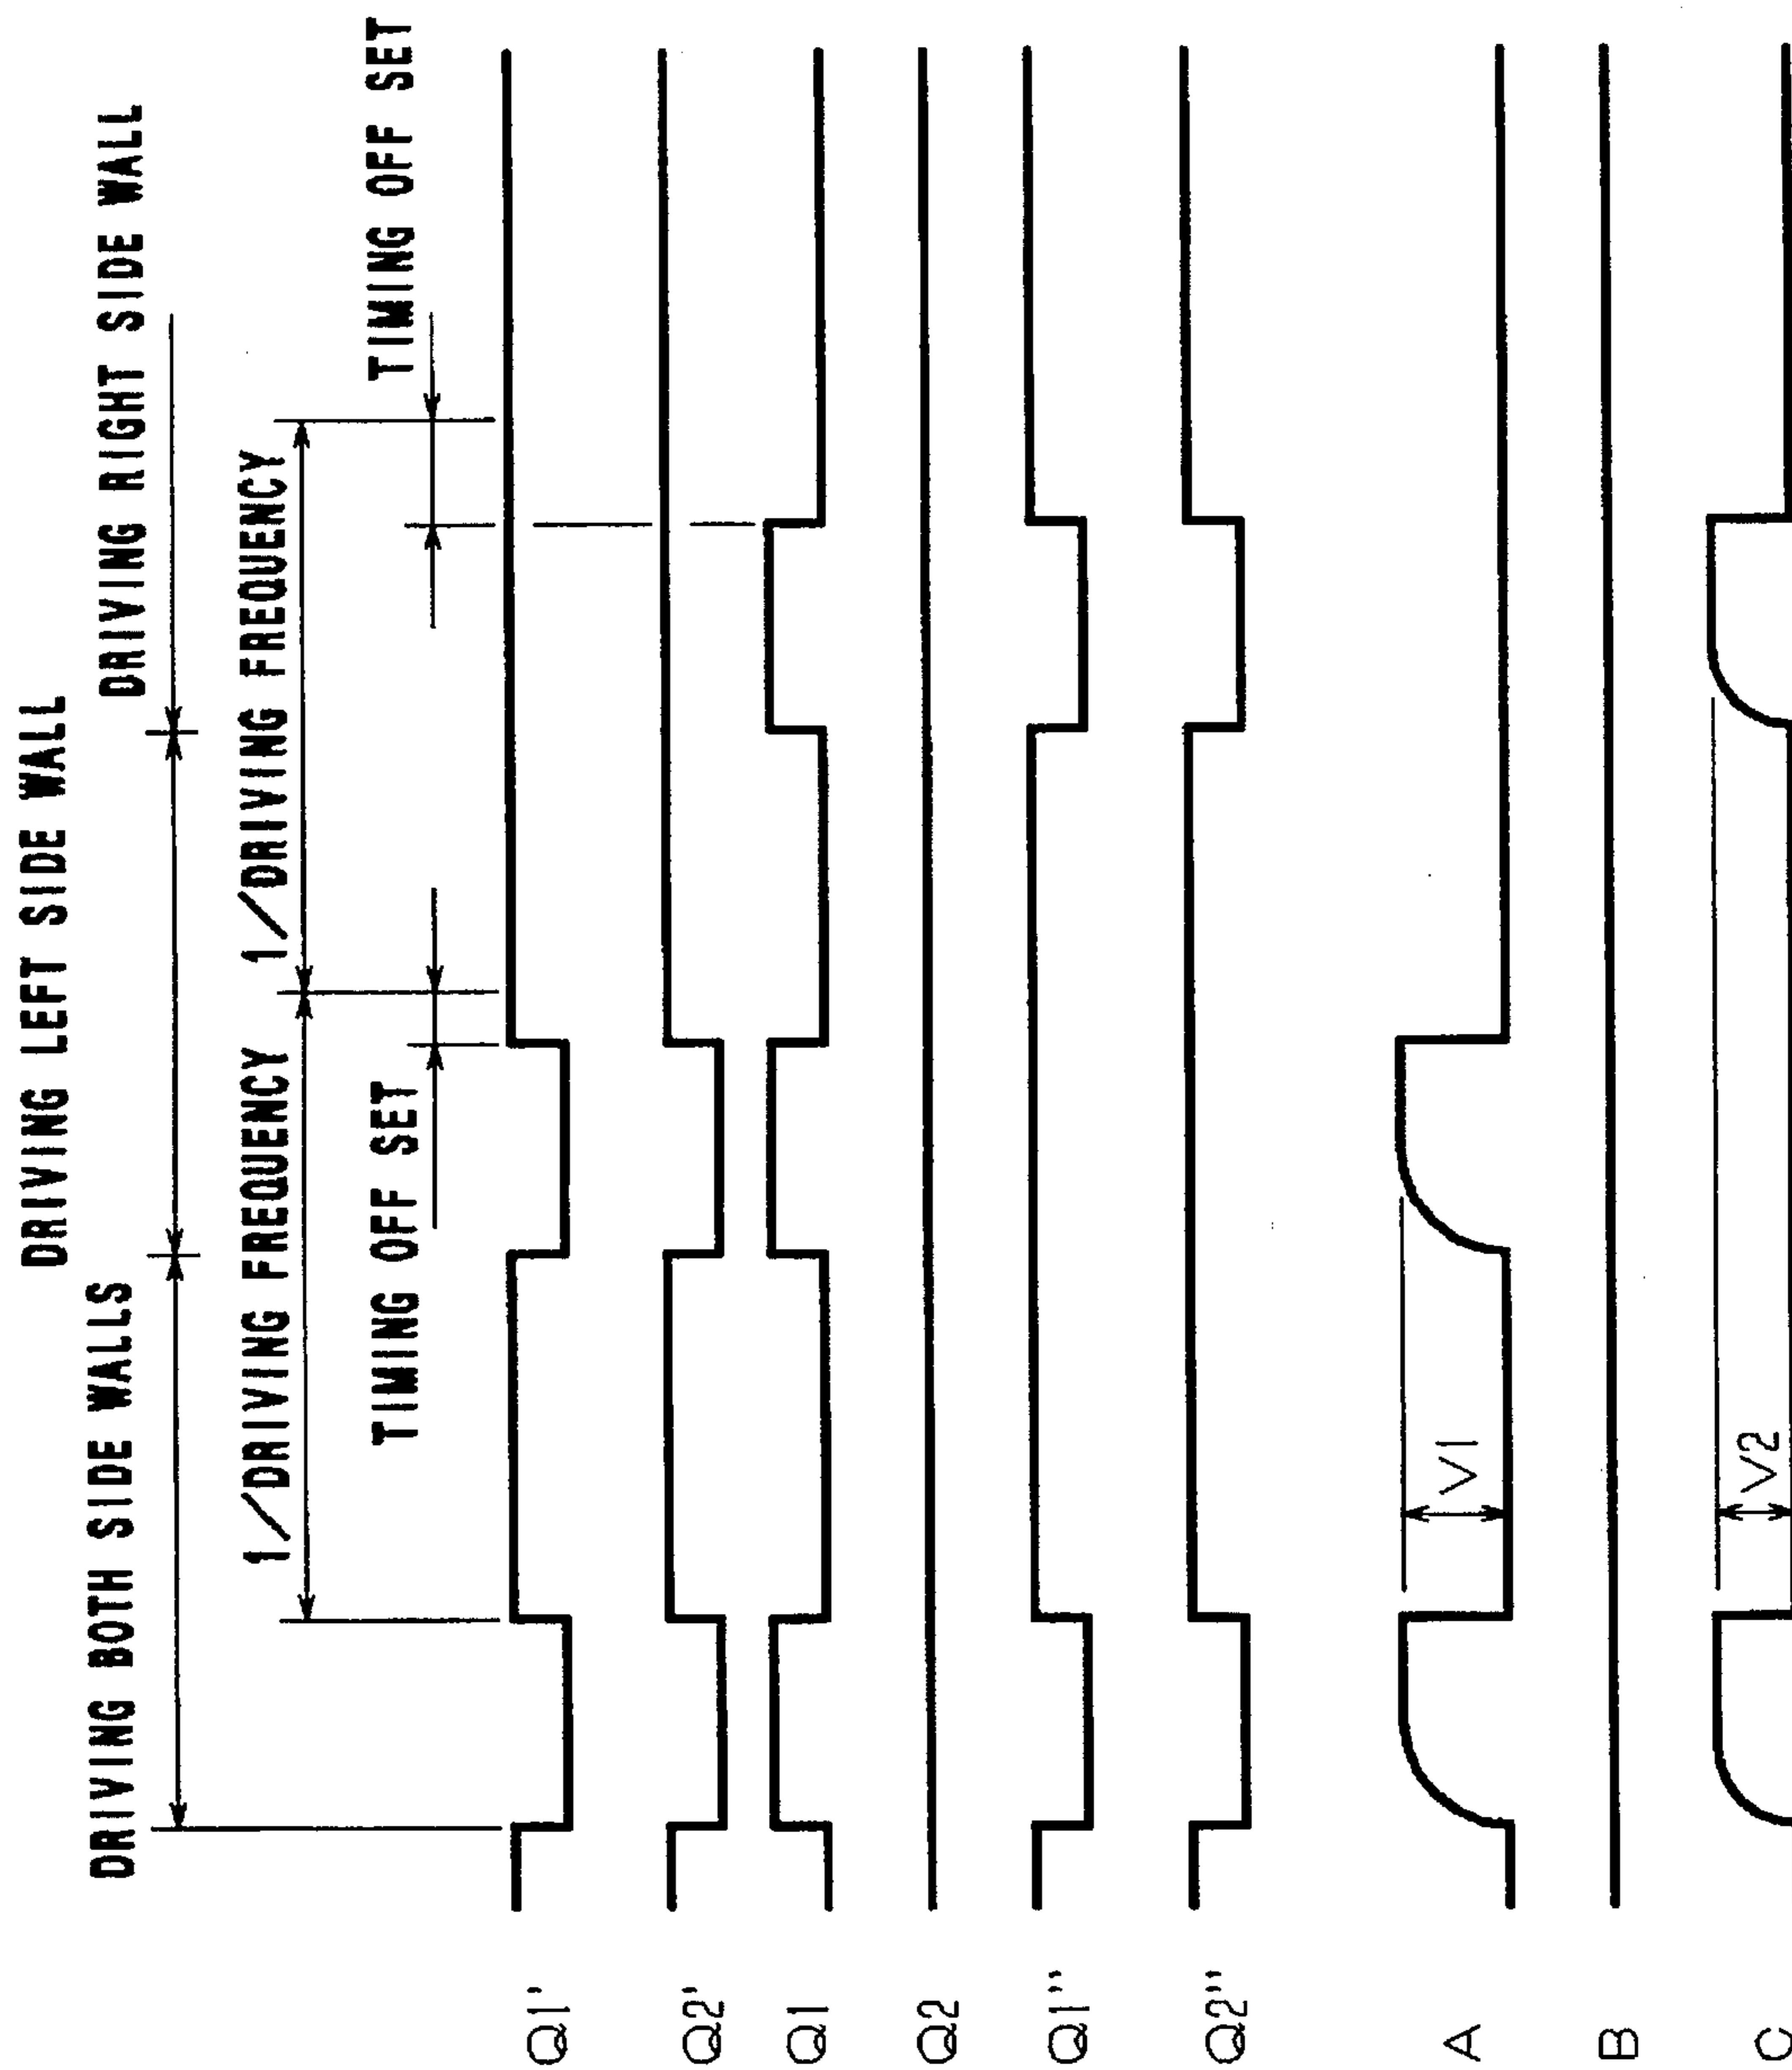 DRIVING LEFT SIDE WALL
DRIVING BOTH SIDE WALLS
DRIVING RIGHT SIDE WALL
1/DRIVING FREQUENCY
1/DRIVING FREQUENCY
TIMING OFF SET
TIMING OFF SET
Q1'
Q2'
Q1
Q2
Q1''
Q2''
A
V1
B
C
V2